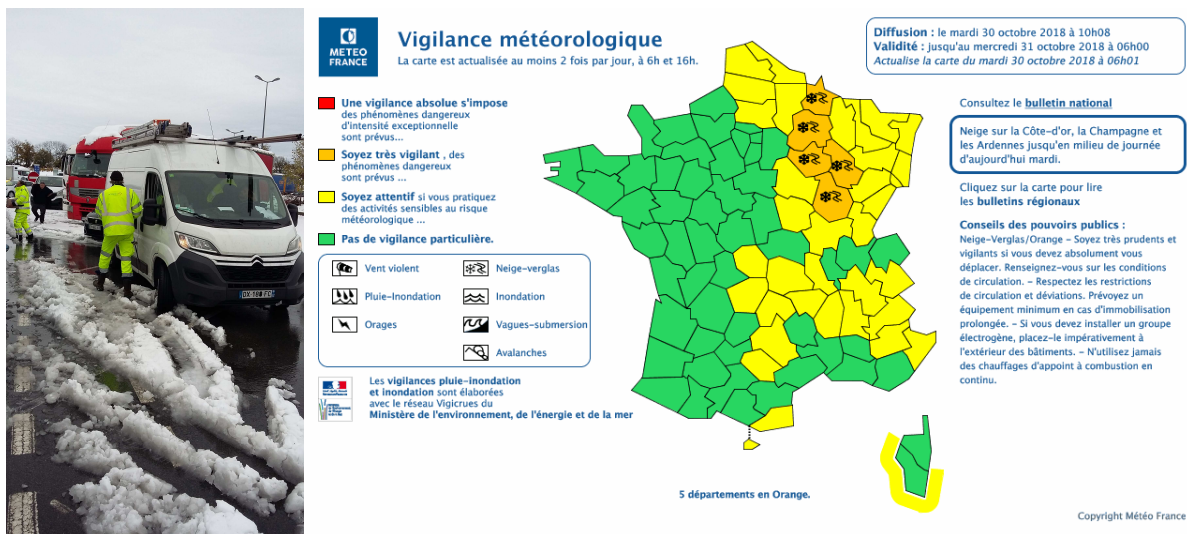 DX-184 FC
METEO
FRANCE
Vigilance météorologique
La carte est actualisée au moins 2 fois par jour, à 6h et 16h.
Diffusion : le mardi 30 octobre 2018 à 10h08
Validité : jusqu'au mercredi 31 octobre 2018 à 06h00
Actualise la carte du mardi 30 octobre 2018 à 06h01
Une vigilance absolue s'impose
des phénomènes dangereux
d'intensité exceptionnelle
sont prévus...
Soyez très vigilant , des
phénomènes dangereux
sont prévus ...
Soyez attentif si vous pratiquez
des activités sensibles au risque
météorologique ...
Pas de vigilance particulière.
Vent violent
Neige-verglas
Pluie-Inondation
Inondation
Orages
Vagues-submersion
Avalanches
Les vigilances pluie-inondation
et inondation sont élaborées
avec le réseau Vigicrues du
Ministère de l'environnement, de l'énergie et de la mer
5 départements en Orange.
Consultez le bulletin national
Neige sur la Côte-d'or, la Champagne et
les Ardennes jusqu'en milieu de journée
d'aujourd'hui mardi.
Cliquez sur la carte pour lire
les bulletins régionaux
Conseils des pouvoirs publics :
Neige-Verglas/Orange - Soyez très prudents et
vigilants si vous devez absolument vous
déplacer. Renseignez-vous sur les conditions
de circulation. - Respectez les restrictions
de circulation et déviations. Prévoyez un
équipement minimum en cas d'immobilisation
prolongée. - Si vous devez installer un groupe
électrogène, placez-le impérativement à
l'extérieur des bâtiments. - N'utilisez jamais
des chauffages d'appoint à combustion en
continu.
Copyright Météo France